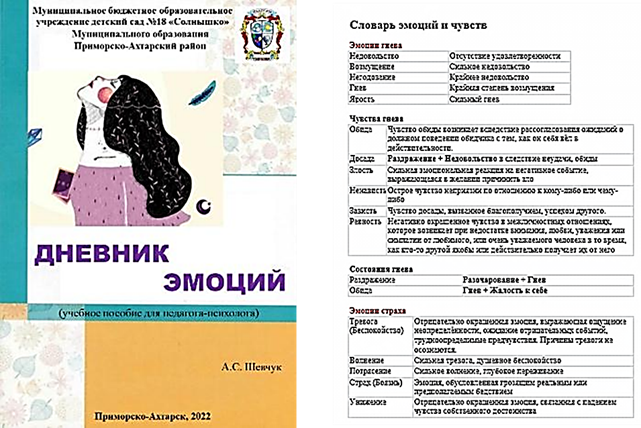 Муниципальное бюджетное образовательное
учреждение детский сад №18 «Солнышко»
Муниципального образования
Приморско-Ахтарский район
ДНЕВНИК
ЭМОЦИЙ
(учебное пособие для педагога-психолога)
А.С. Шевчук
Приморско-Ахтарск, 2022
Словарь эмоций и чувств
Эмоции гнева
Недовольство Отсутствие удовлетворенности
Возмущение Сильное недовольство
Негодование Крайнее недовольство
Гнев Крайняя степень возмущения
Ярость Сильный гнев
Чувства гнева
Обида Чувство обиды возникает вследствие рассогласования ожиданий о
должном поведении обидчика с тем, как он себя вёл в
действительности.
Досада Раздражение + Недовольство в следствие неудачи, обиды
Злость Сильная эмоциональная реакция на негативное событие,
выражающаяся в желании причинить зло
Ненависть Острое чувство неприязни по отношению к кому-либо или чему-
либо
Зависть Чувство досады, вызванное благополучием, успехом другого.
Ревность Негативно окрашенное чувство в межличностных отношениях,
которое возникает при недостатке внимания, любви, уважения или
симпатии от любимого, или очень уважаемого человека в то время,
как кто-то другой якобы или действительно получает их от него
Состояния гнева
Раздражение Разочарование + Гнев
Обида Гнев + Жалость к себе
Эмоции страха
Тревога Отрицательно окрашенная эмоция, выражающая ощущение
(Беспокойство) неопределённости, ожидание отрицательных событий,
трудноопределимые предчувствия. Причины тревоги не
осознаются.
Волнение Сильная тревога, душевное беспокойство
Потрясение Сильное волнение, глубокое переживание
Страх (Боязнь) Эмоция, обусловленная грозящим реальным или
предполагаемым бедствием
Унижение Отрицательно окрашенная эмоция, связанная с падением
чувства собственного достоинства